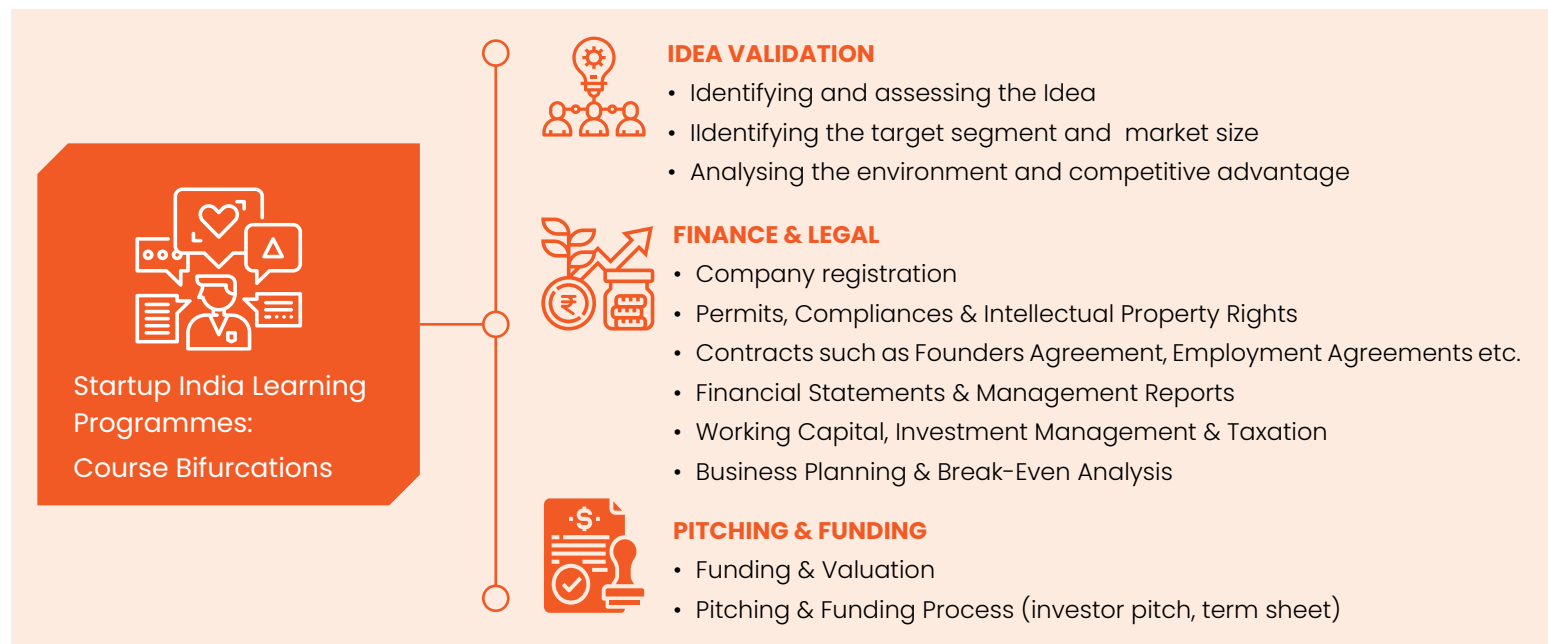 Startup India Learning
Programmes:
Course Bifurcations
IDEA VALIDATION
• Identifying and assessing the Idea
• IIdentifying the target segment and  market size
• Analysing the environment and competitive advantage
FINANCE & LEGAL
• Company registration
• Permits, Compliances & Intellectual Property Rights
• Contracts such as Founders Agreement, Employment Agreements etc.
• Financial Statements & Management Reports
• Working Capital, Investment Management & Taxation
• Business Planning & Break-Even Analysis
PITCHING & FUNDING
• Funding & Valuation
• Pitching & Funding Process (investor pitch, term sheet)